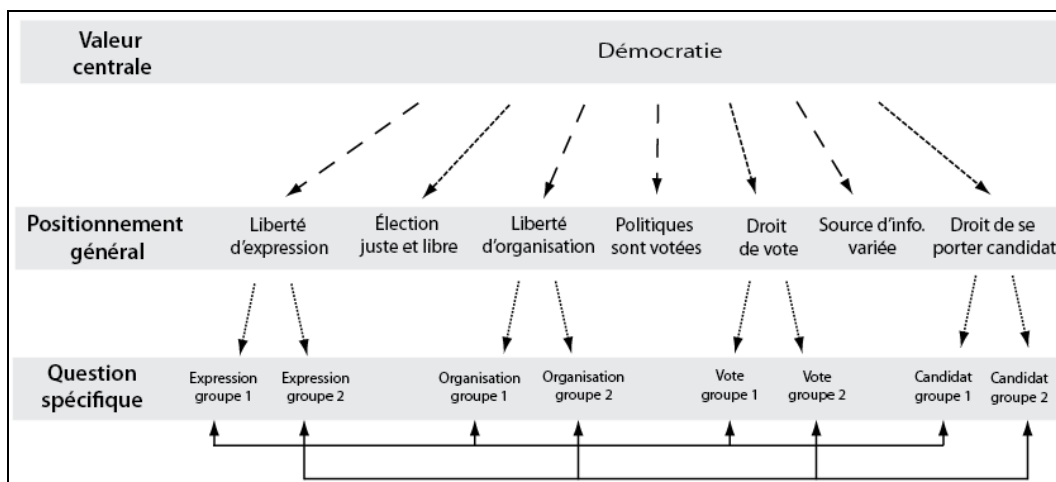 Valeur
centrale
Démocratie
Positionnement
général
Liberté
d'expression
Élection
juste et libre
Liberté
d'organisation
Politiques
sont votées
Droit
de vote
Source d'info.
variée
Droit de se
porter candidat
Question
spécifique
Expression
groupe 1
Expression
groupe 2
Organisation
groupe 1
Organisation
groupe 2
Vote
groupe 1
Vote
groupe 2
Candidat
groupe 1
Candidat
groupe 2